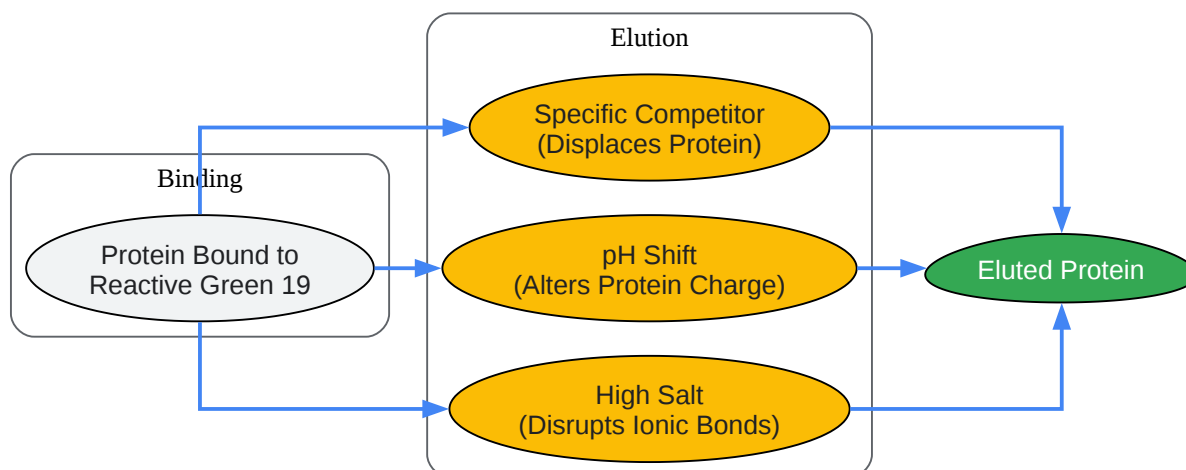 Elution
Specific Competitor
(Displaces Protein)
Binding
Protein Bound to
Reactive Green 19
pH Shift
(Alters Protein Charge)
Eluted Protein
High Salt
(Disrupts Ionic Bonds)